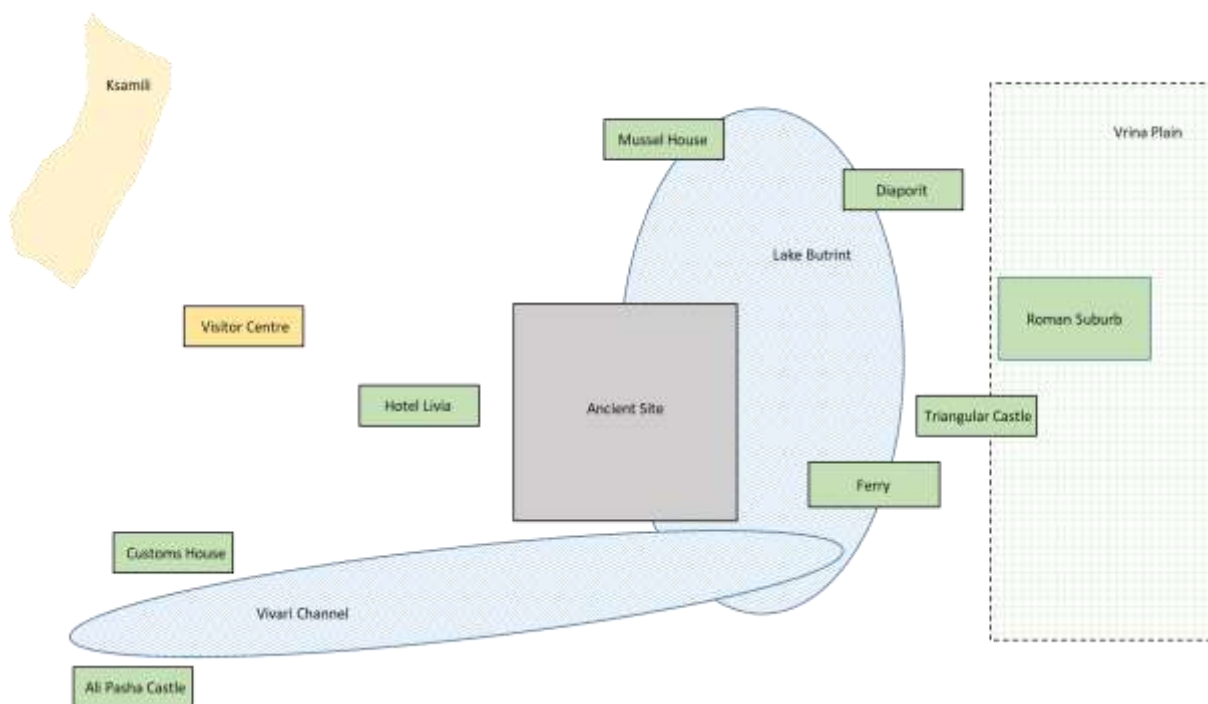 Ksamili
Vrina Plain
Mussel House
Diaporit
Lake Butrint
Roman Suburb
Visitor Centre
Hotel Livia
Ancient Site
Triangular Castle
Ferry
Customs House
Vivari Channel
Ali Pasha Castle